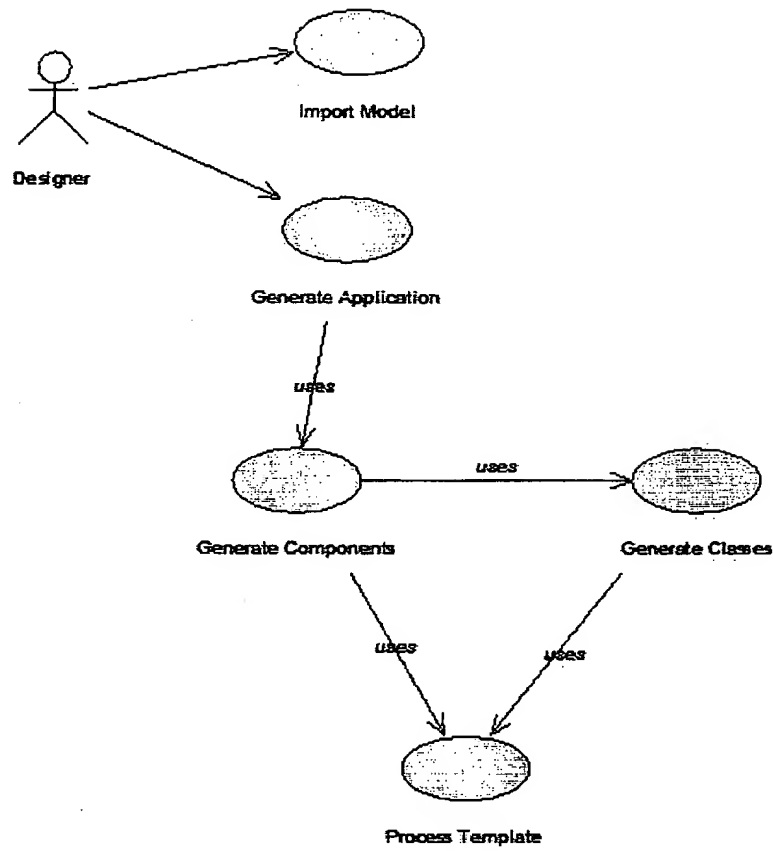 Import Model
Designer
Generate Application
uses
uses
Generate Components
Generate Classes
uses
uses
Process Template